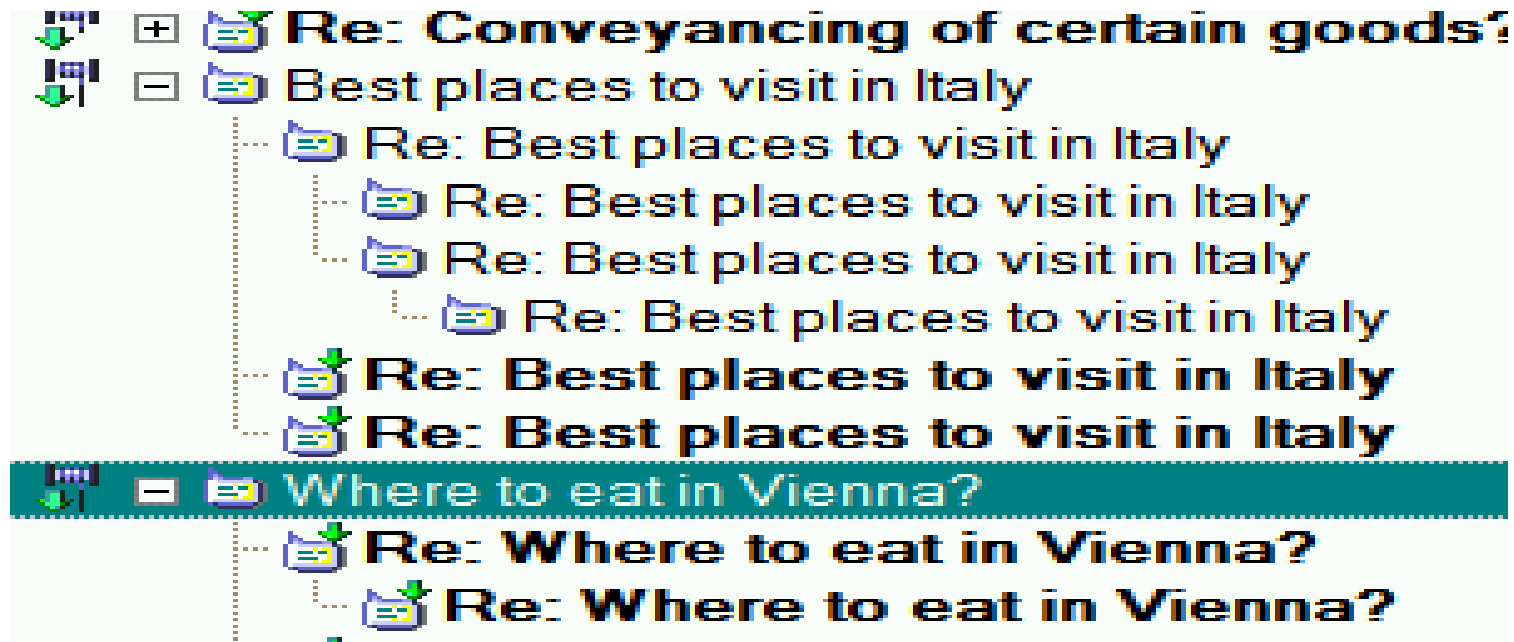 Re: Conveyancing of certain goods?
Best places to visit in Italy
Re: Best places to visit in Italy
Re: Best places to visit in Italy
Re: Best places to visit in Italy
Re: Best places to visit in Italy
Re: Best places to visit in Italy
Re: Best places to visit in Italy
Where to eat in Vienna?
Re: Where to eat in Vienna?
Re: Where to eat in Vienna?